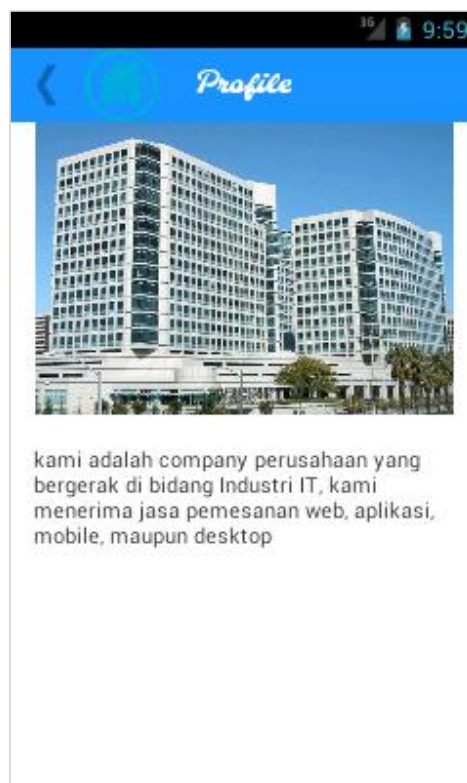 3G 9:59
Profile
kami adalah company perusahaan yang
bergerak di bidang Industri IT, kami
menerima jasa pemesanan web, aplikasi,
mobile, maupun desktop